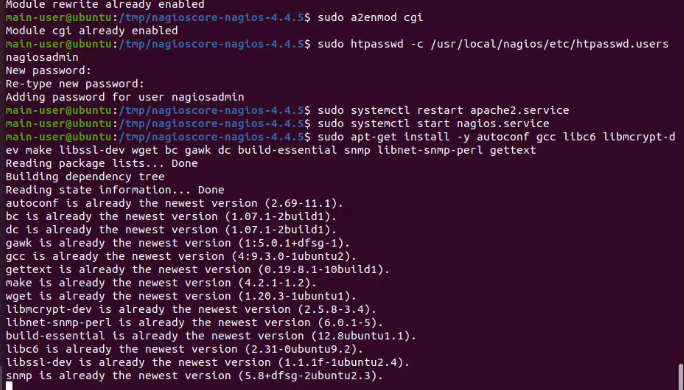 Module rewrite already enabled
main-user@ubuntu:/tmp/nagioscore-nagios-4.4.5$ sudo a2enmod cgi
Module cgi already enabled
main-user@ubuntu:/tmp/nagioscore-nagios-4.4.5$ sudo htpasswd -c /usr/local/nagios/etc/htpasswd.users
nagiosadmin
New password:
Re-type new password:
Adding password for user nagiosadmin
main-user@ubuntu:/tmp/nagioscore-nagios-4.4.5$ sudo systemctl restart apache2.service
main-user@ubuntu:/tmp/nagioscore-nagios-4.4.5$ sudo systemctl start nagios.service
main-user@ubuntu:/tmp/nagioscore-nagios-4.4.5$ sudo apt-get install -y autoconf gcc libc6 libmcrypt-d
ev make libssl-dev wget bc gawk dc build-essential snmp libnet-snmp-perl gettext
Reading package lists... Done
Building dependency tree
Reading state information... Done
autoconf is already the newest version (2.69-11.1).
bc is already the newest version (1.07.1-2build1).
dc is already the newest version (1.07.1-2build1).
gawk is already the newest version (1:5.0.1+dfsg-1).
gcc is already the newest version (4:9.3.0-1ubuntu2).
gettext is already the newest version (0.19.8.1-10build1).
make is already the newest version (4.2.1-1.2).
wget is already the newest version (1.20.3-1ubuntu1).
libmcrypt-dev is already the newest version (2.5.8-3.4).
libnet-snmp-perl is already the newest version (6.0.1-5).
build-essential is already the newest version (12.8ubuntu1.1).
libc6 is already the newest version (2.31-0ubuntu9.2).
libssl-dev is already the newest version (1.1.1f-1ubuntu2.4).
snmp is already the newest version (5.8+dfsg-2ubuntu2.3).